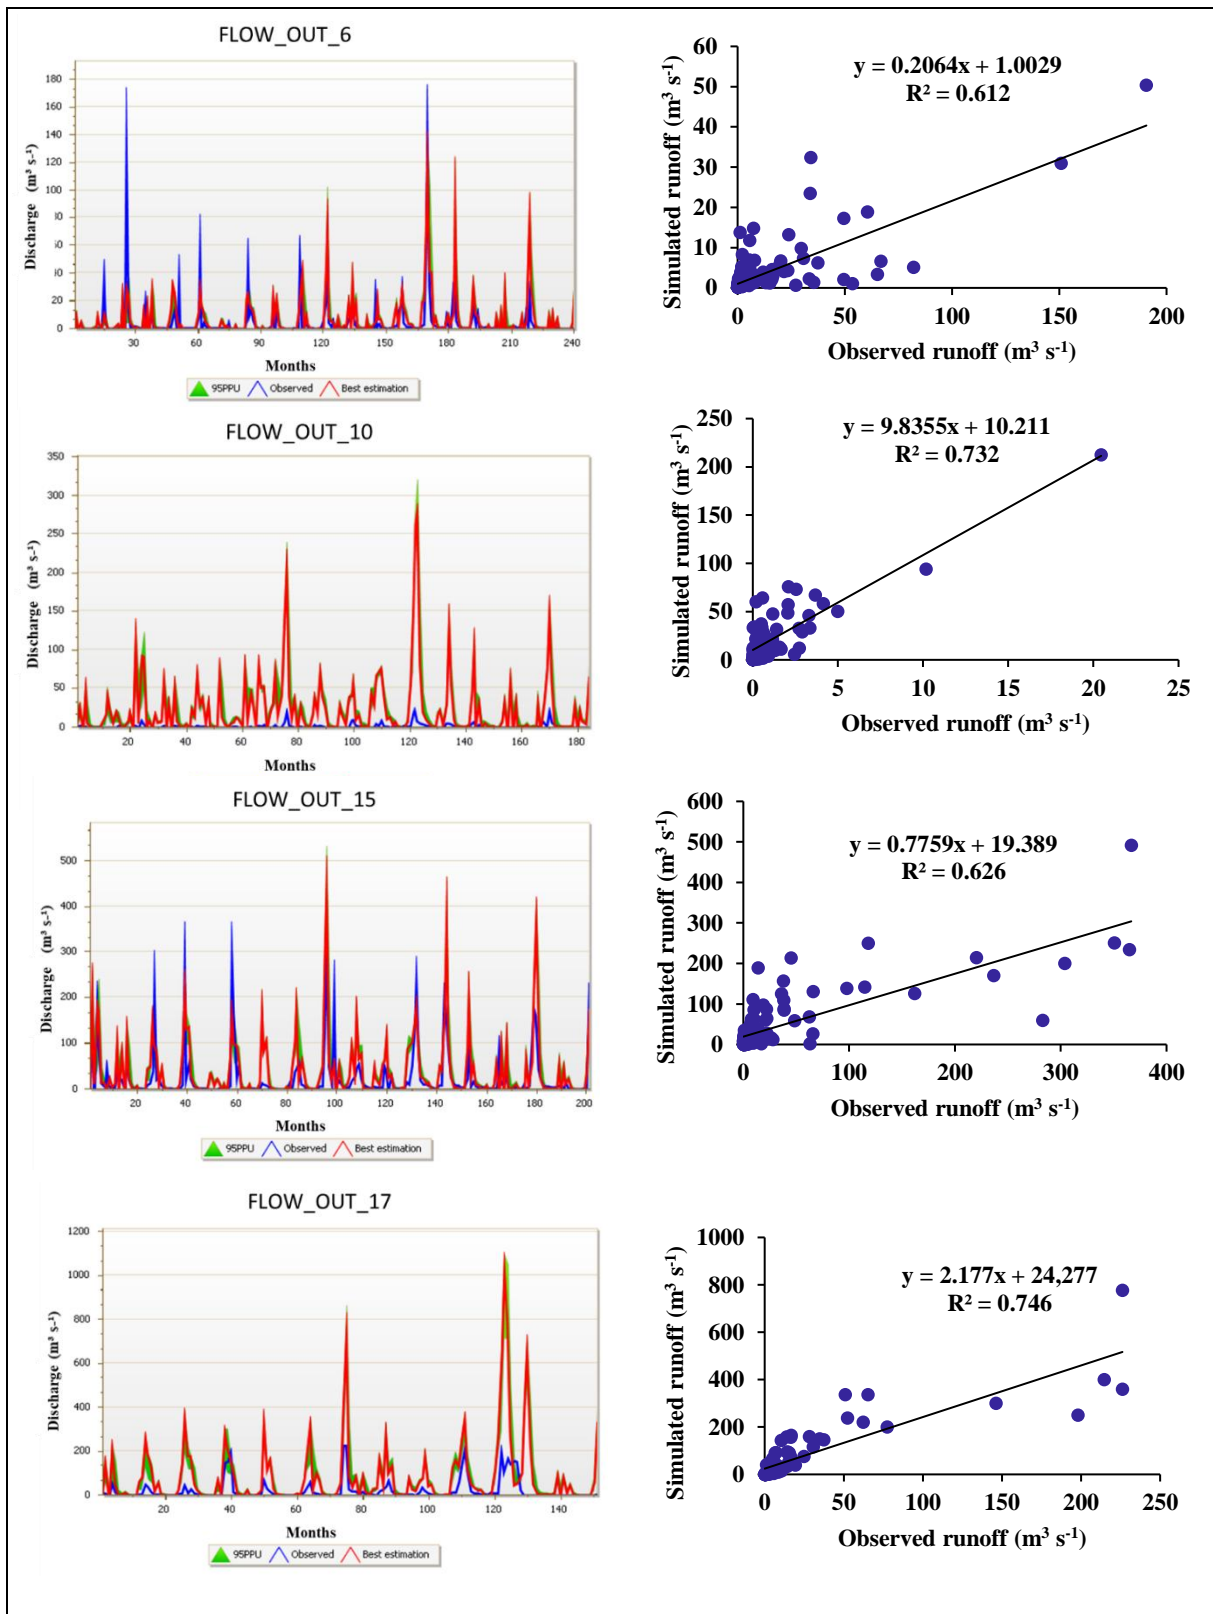 FLOW_OUT_6
180
160
140
120
100
80
60
40
20
0
Discharge (m³ s-¹)
30 60 90 120 150 180 210 240
Months
95PPU Observed Best estimation
60
50
40
30
20
10
0
Simulated runoff (m³ s-1)
y = 0.2064x + 1.0029
R² = 0.612
0 50 100 150 200
Observed runoff (m³ s-1)
FLOW_OUT_10
350
300
250
200
150
100
50
0
Discharge (m³ s-¹)
20 40 60 80 100 120 140 160 180
Months
250
200
150
100
50
0
Simulated runoff (m³ s-1)
y = 9.8355x + 10.211
R² = 0.732
0 5 10 15 20 25
Observed runoff (m³ s-1)
FLOW_OUT_15
500
400
300
200
100
0
Discharge (m³ s-¹)
20 40 60 80 100 120 140 160 180 200
Months
95PPU Observed Best estimation
600
500
400
300
200
100
0
Simulated runoff (m³ s-1)
y = 0.7759x + 19.389
R² = 0.626
0 100 200 300 400
Observed runoff (m³ s-1)
FLOW_OUT_17
1200
1000
800
600
400
200
0
Discharge (m³ s-¹)
20 40 60 80 100 120 140
Months
95PPU Observed Best estimation
1000
800
600
400
200
0
Simulated runoff (m³ s-1)
y = 2.177x + 24,277
R² = 0.746
0 50 100 150 200 250
Observed runoff (m³ s-1)